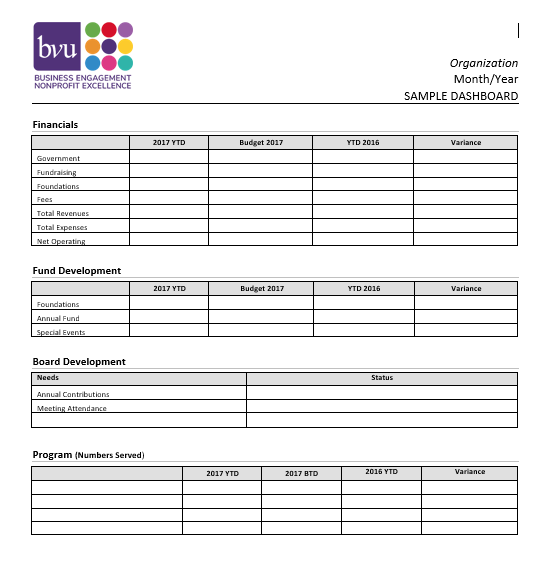 bvu
BUSINESS ENGAGEMENT
NONPROFIT EXCELLENCE
Organization
Month/Year
SAMPLE DASHBOARD
Financials
2017 YTD Budget 2017 YTD 2016 Variance
Government
Fundraising
Foundations
Fees
Total Revenues
Total Expenses
Net Operating
Fund Development
2017 YTD Budget 2017 YTD 2016 Variance
Foundations
Annual Fund
Special Events
Board Development
Needs Status
Annual Contributions
Meeting Attendance
Program (Numbers Served)
2017 YTD 2017 BTD 2016 YTD Variance